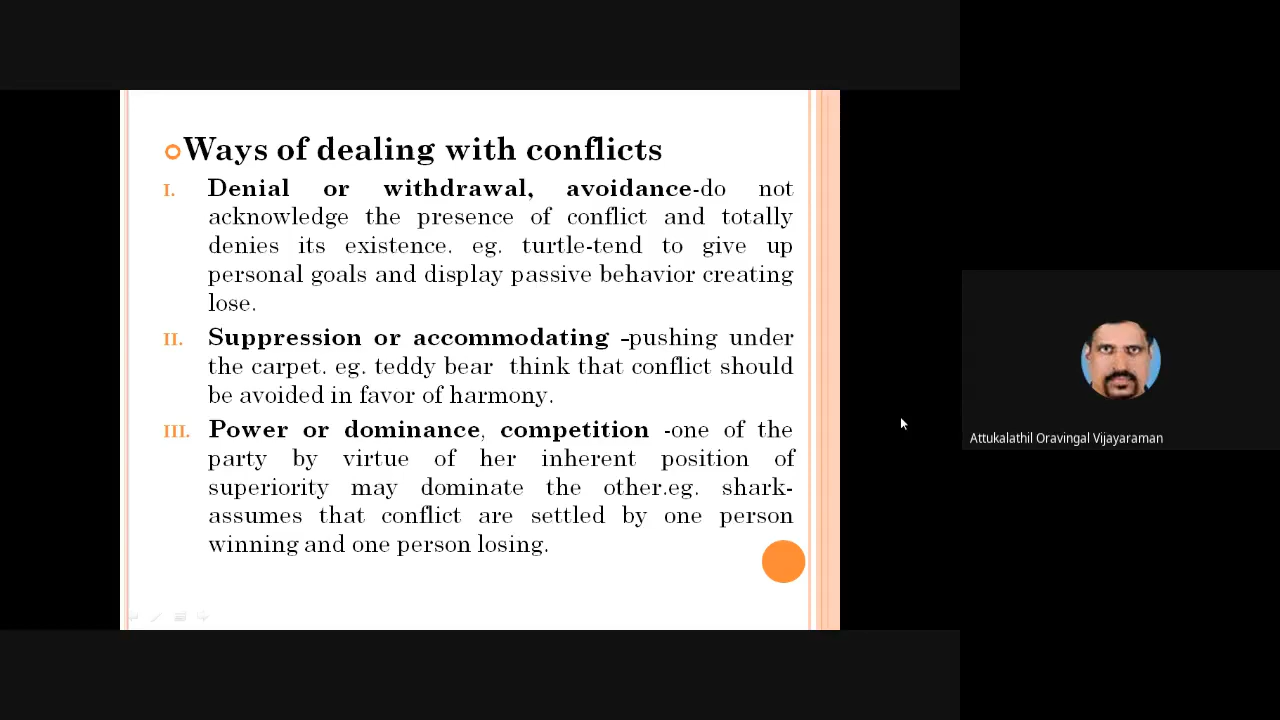 Ways of dealing with conflicts
I. Denial or withdrawal, avoidance-do not
acknowledge the presence of conflict and totally
denies its existence. eg. turtle-tend to give up
personal goals and display passive behavior creating
lose.
II. Suppression or accommodating -pushing under
the carpet. eg. teddy bear think that conflict should
be avoided in favor of harmony.
III. Power or dominance, competition -one of the
party by virtue of her inherent position of
superiority may dominate the other.eg. shark-
assumes that conflict are settled by one person
winning and one person losing.
Attukalathil Oravingal Vijayaraman